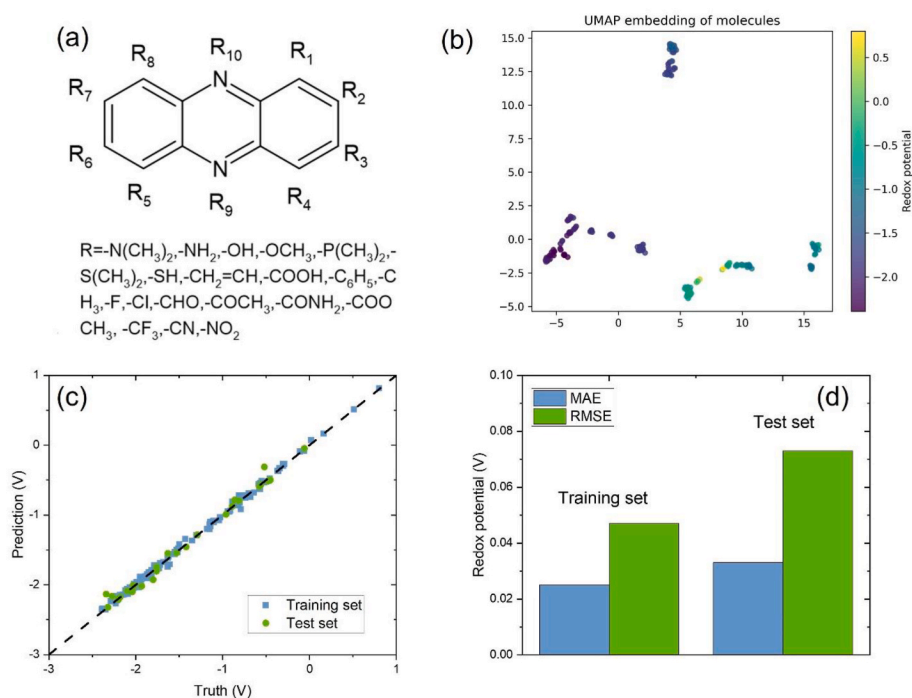 (a)
R₈
R₁₀
R₁
R₇
N
R₂
R₆
N
R₃
R₅
R₉
R₄
R=-N(CH₃)₂,-NH₂,-OH,-OCH₃,-P(CH₃)₂,-
S(CH₃)₂,-SH,-CH₂=CH,-COOH,-C₆H₅,-C
H₃,-F,-Cl,-CHO,-COCH₃,-CONH₂,-COO
CH₃, -CF₃,-CN,-NO₂
(b)
UMAP embedding of molecules
15.0
12.5
10.0
7.5
5.0
2.5
0.0
−2.5
−5.0
−5
0
5
10
15
0.5
0.0
−0.5
−1.0
−1.5
−2.0
Redox potential
(c)
1
0
-1
-2
-3
Prediction (V)
-3
-2
-1
0
1
Truth (V)
Training set
Test set
(d)
0.10
0.08
0.06
0.04
0.02
0.00
Redox potential (V)
MAE
RMSE
Training set
Test set